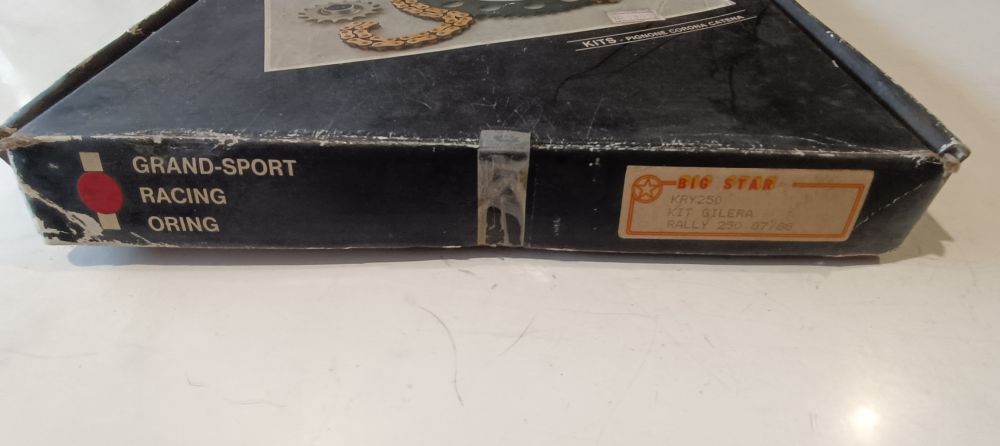 KITS - PIGNONE CORONA CATENA
GRAND-SPORT
RACING
ORING
BIG STAR
KRY250
KIT GILERA
RALLY 250 87/88